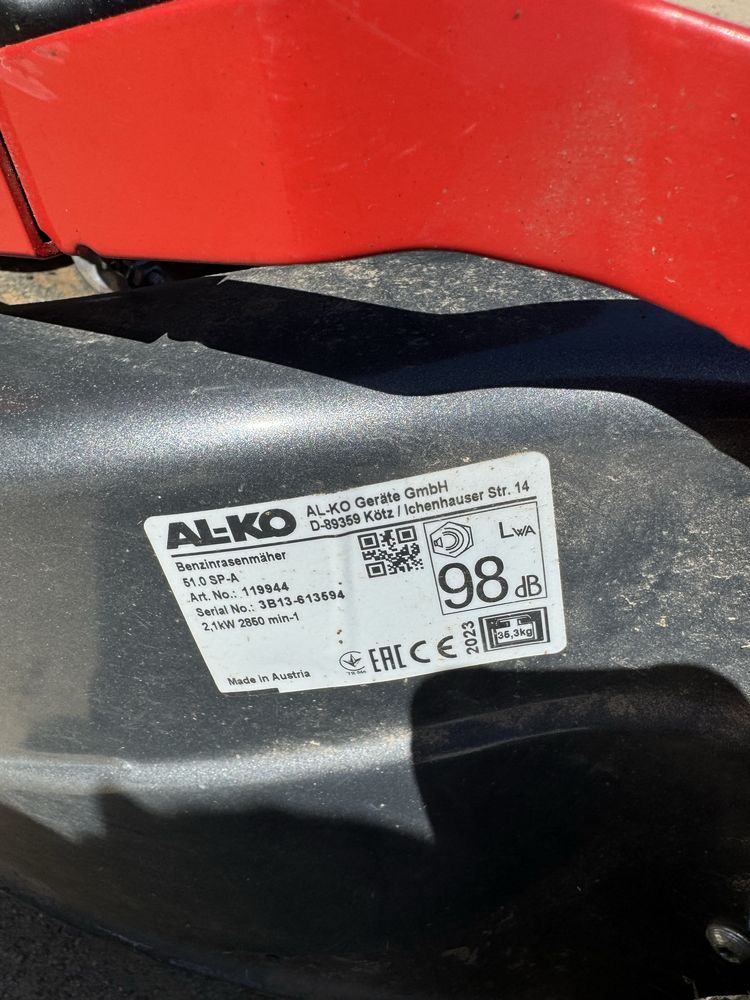 AL-KO
AL-KO Geräte GmbH
D-89359 Kötz / Ichenhauser Str. 14
Benzinrasenmäher
51.0 SP-A
Art. No.: 119944
Serial No.: 3B13-613594
2,1kW 2850 min-1
LWA
98 dB
Made in Austria
EAC CE
2023
35,3kg